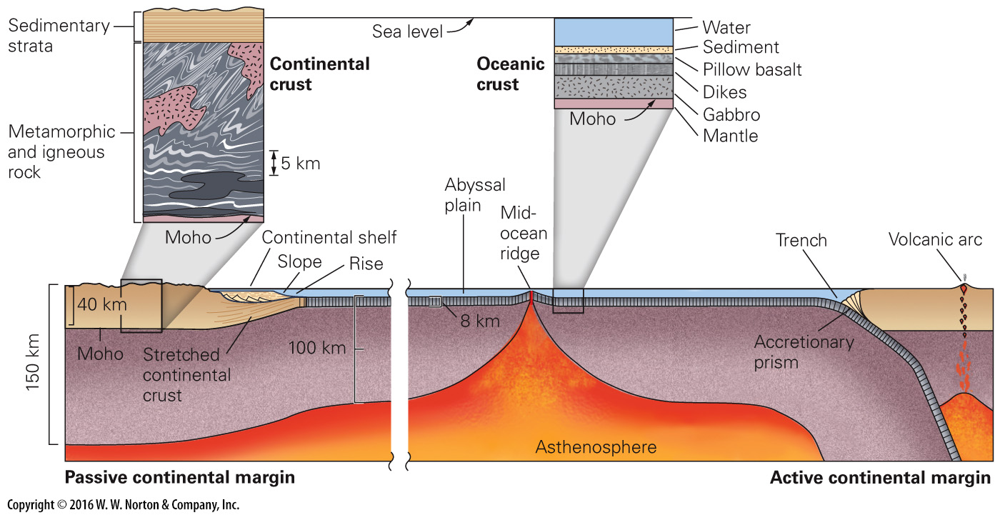 Sedimentary
strata
Sea level
Water
Sediment
Pillow basalt
Dikes
Gabbro
Mantle
Continental
crust
Oceanic
crust
Moho
Metamorphic
and igneous
rock
5 km
Moho
Abyssal
plain
Mid-
ocean
ridge
Continental shelf
Slope
Rise
Trench
Volcanic arc
40 km
8 km
100 km
150 km
Moho
Stretched
continental
crust
Accretionary
prism
Asthenosphere
Passive continental margin
Active continental margin
Copyright © 2016 W. W. Norton & Company, Inc.